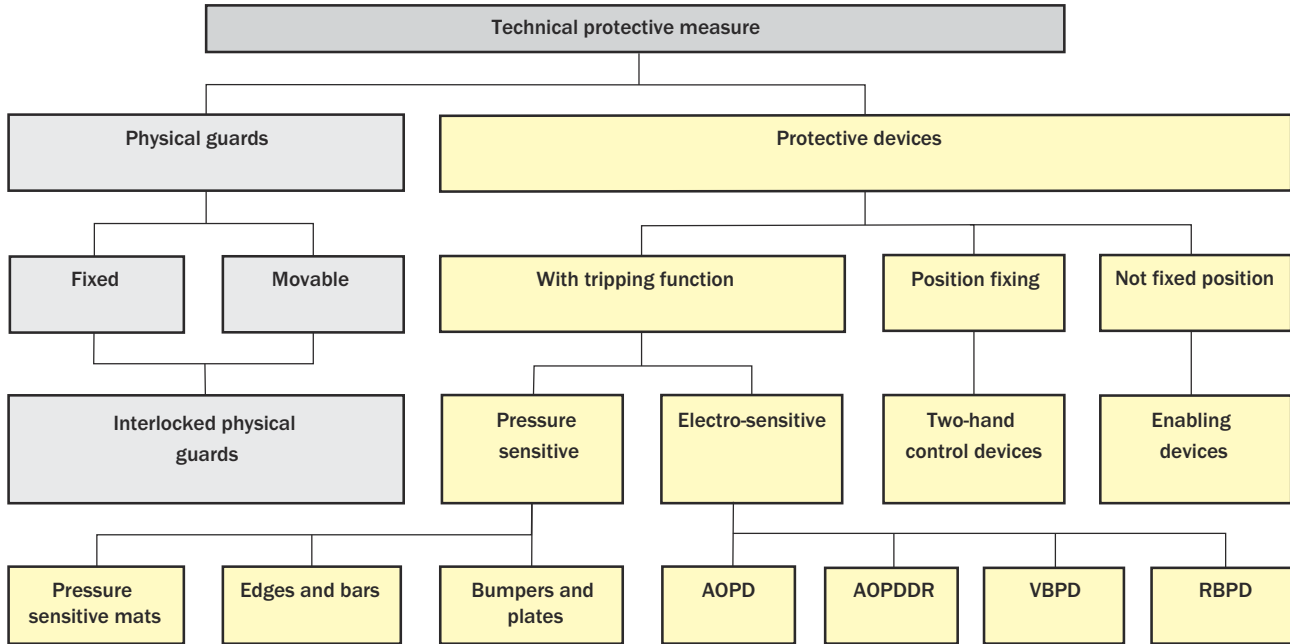 Technical protective measure
Physical guards
Protective devices
Fixed
Movable
With tripping function
Position fixing
Not fixed position
Interlocked physical
guards
Pressure
sensitive
Electro-sensitive
Two-hand
control devices
Enabling
devices
Pressure
sensitive mats
Edges and bars
Bumpers and
plates
AOPD
AOPDDR
VBPD
RBPD